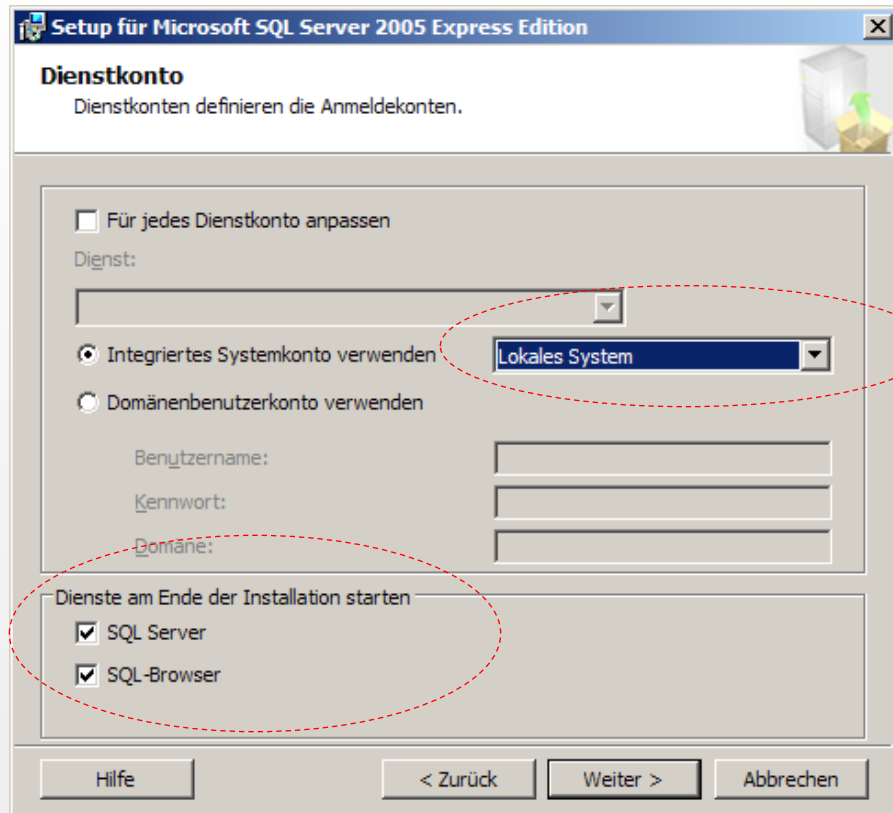 Setup für Microsoft SQL Server 2005 Express Edition
Dienstkonto
Dienstkonten definieren die Anmeldekonten.
Für jedes Dienstkonto anpassen
Dienst:
Integriertes Systemkonto verwenden
Lokales System
Domänenbenutzerkonto verwenden
Benutzername:
Kennwort:
Domäne:
Dienste am Ende der Installation starten
SQL Server
SQL-Browser
Hilfe
< Zurück
Weiter >
Abbrechen